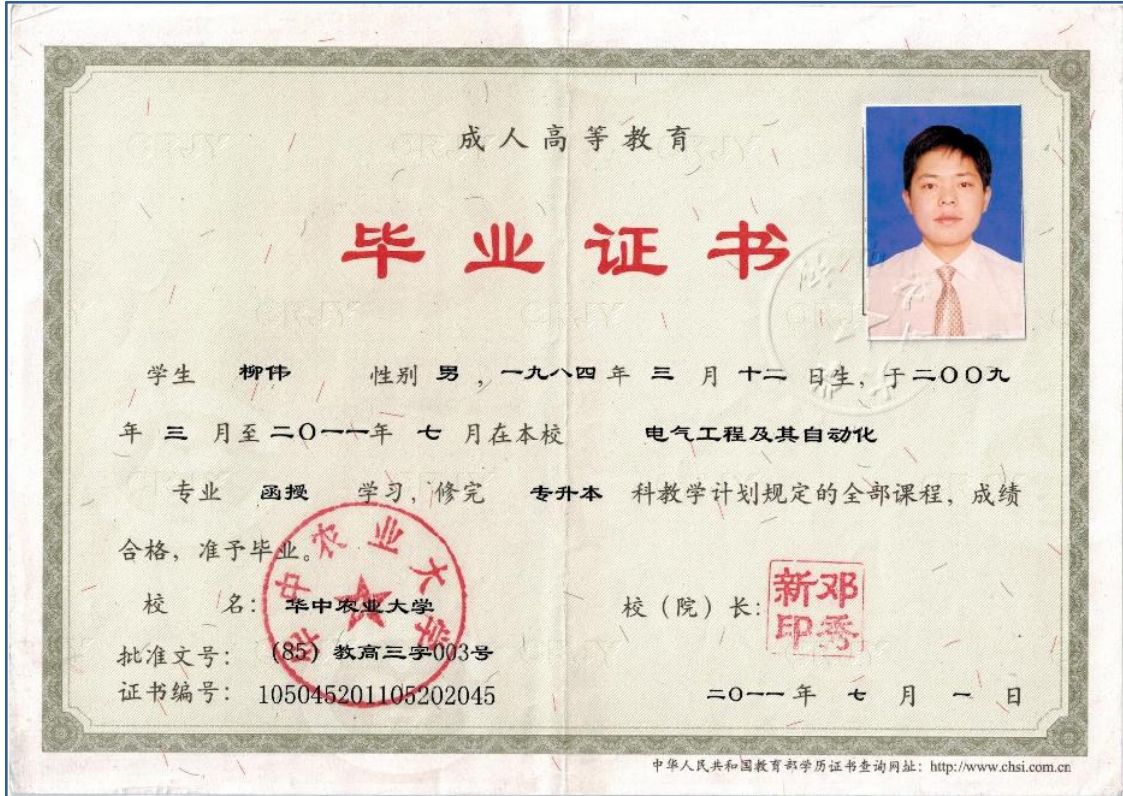 成人高等教育
毕业证书
学生 柳伟 性别 男 ，一九八四 年 三 月 十二 日生，于 二〇〇九
年 三 月至 二〇一一 年 七 月在本校 电气工程及其自动化
专业 函授 学习，修完 专升本 科教学计划规定的全部课程，成绩
合格，准予毕业。
华中农业大学
校 名： 华中农业大学
校（院）长：
新邓
印秀
批准文号： (85) 教高三字003号
证书编号： 105045201105202045
二〇一一 年 七 月 一 日
中华人民共和国教育部学历证书查询网址：http://www.chsi.com.cn